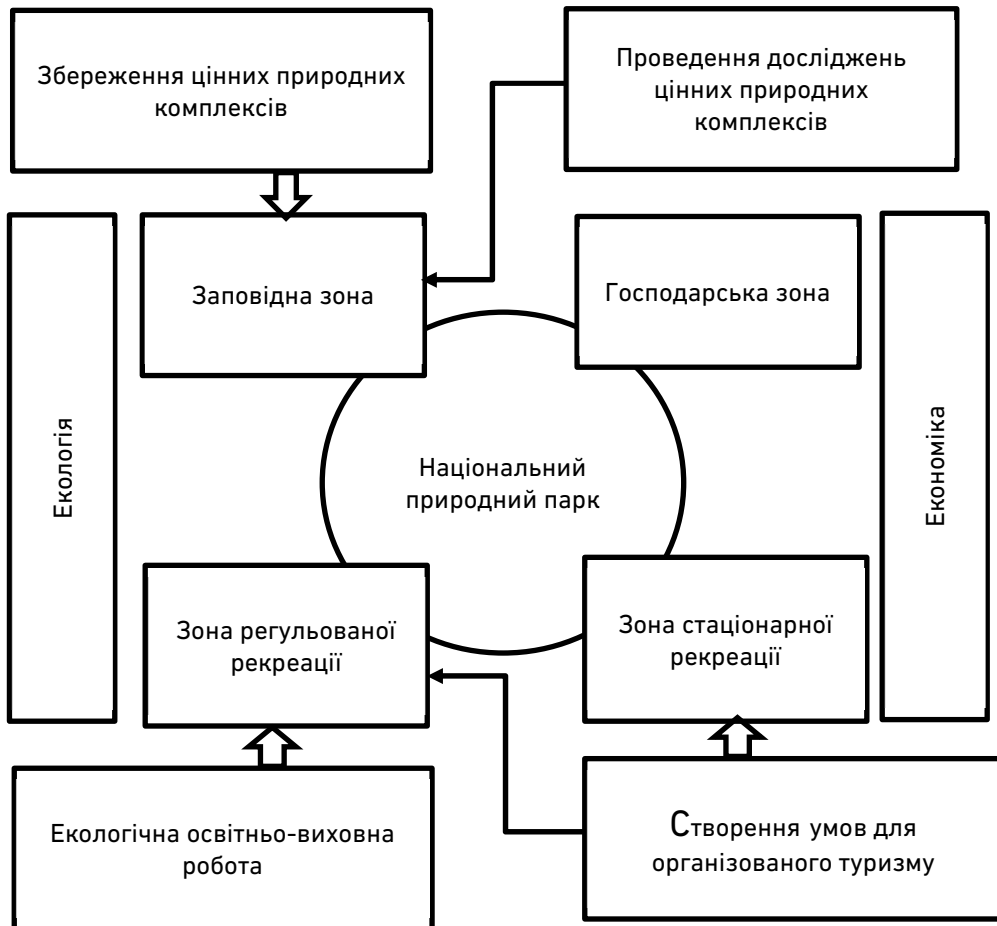 Збереження цінних природних
комплексів
Проведення досліджень
цінних природних
комплексів
Заповідна зона
Господарська зона
Екологія
Національний
природний парк
Економіка
Зона регульованої
рекреації
Зона стаціонарної
рекреації
Екологічна освітньо-виховна
робота
Створення умов для
організованого туризму